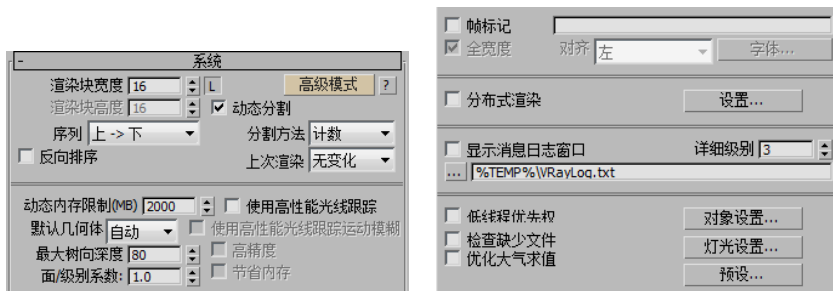 - 系统
渲染块宽度 16 L 高级模式 ?
渲染块高度 16 动态分割
序列 上 -> 下 分割方法 计数
反向排序 上次渲染 无变化
动态内存限制(MB) 2000 使用高性能光线跟踪
默认几何体 自动 使用高性能光线跟踪运动模糊
最大树向深度 80 高精度
面/级别系数: 1.0 节省内存
帧标记
全宽度 对齐 左 字体...
分布式渲染 设置...
显示消息日志窗口 详细级别 3
... %TEMP%\VRayLog.txt
低线程优先权 对象设置...
检查缺少文件 灯光设置...
优化大气求值 预设...